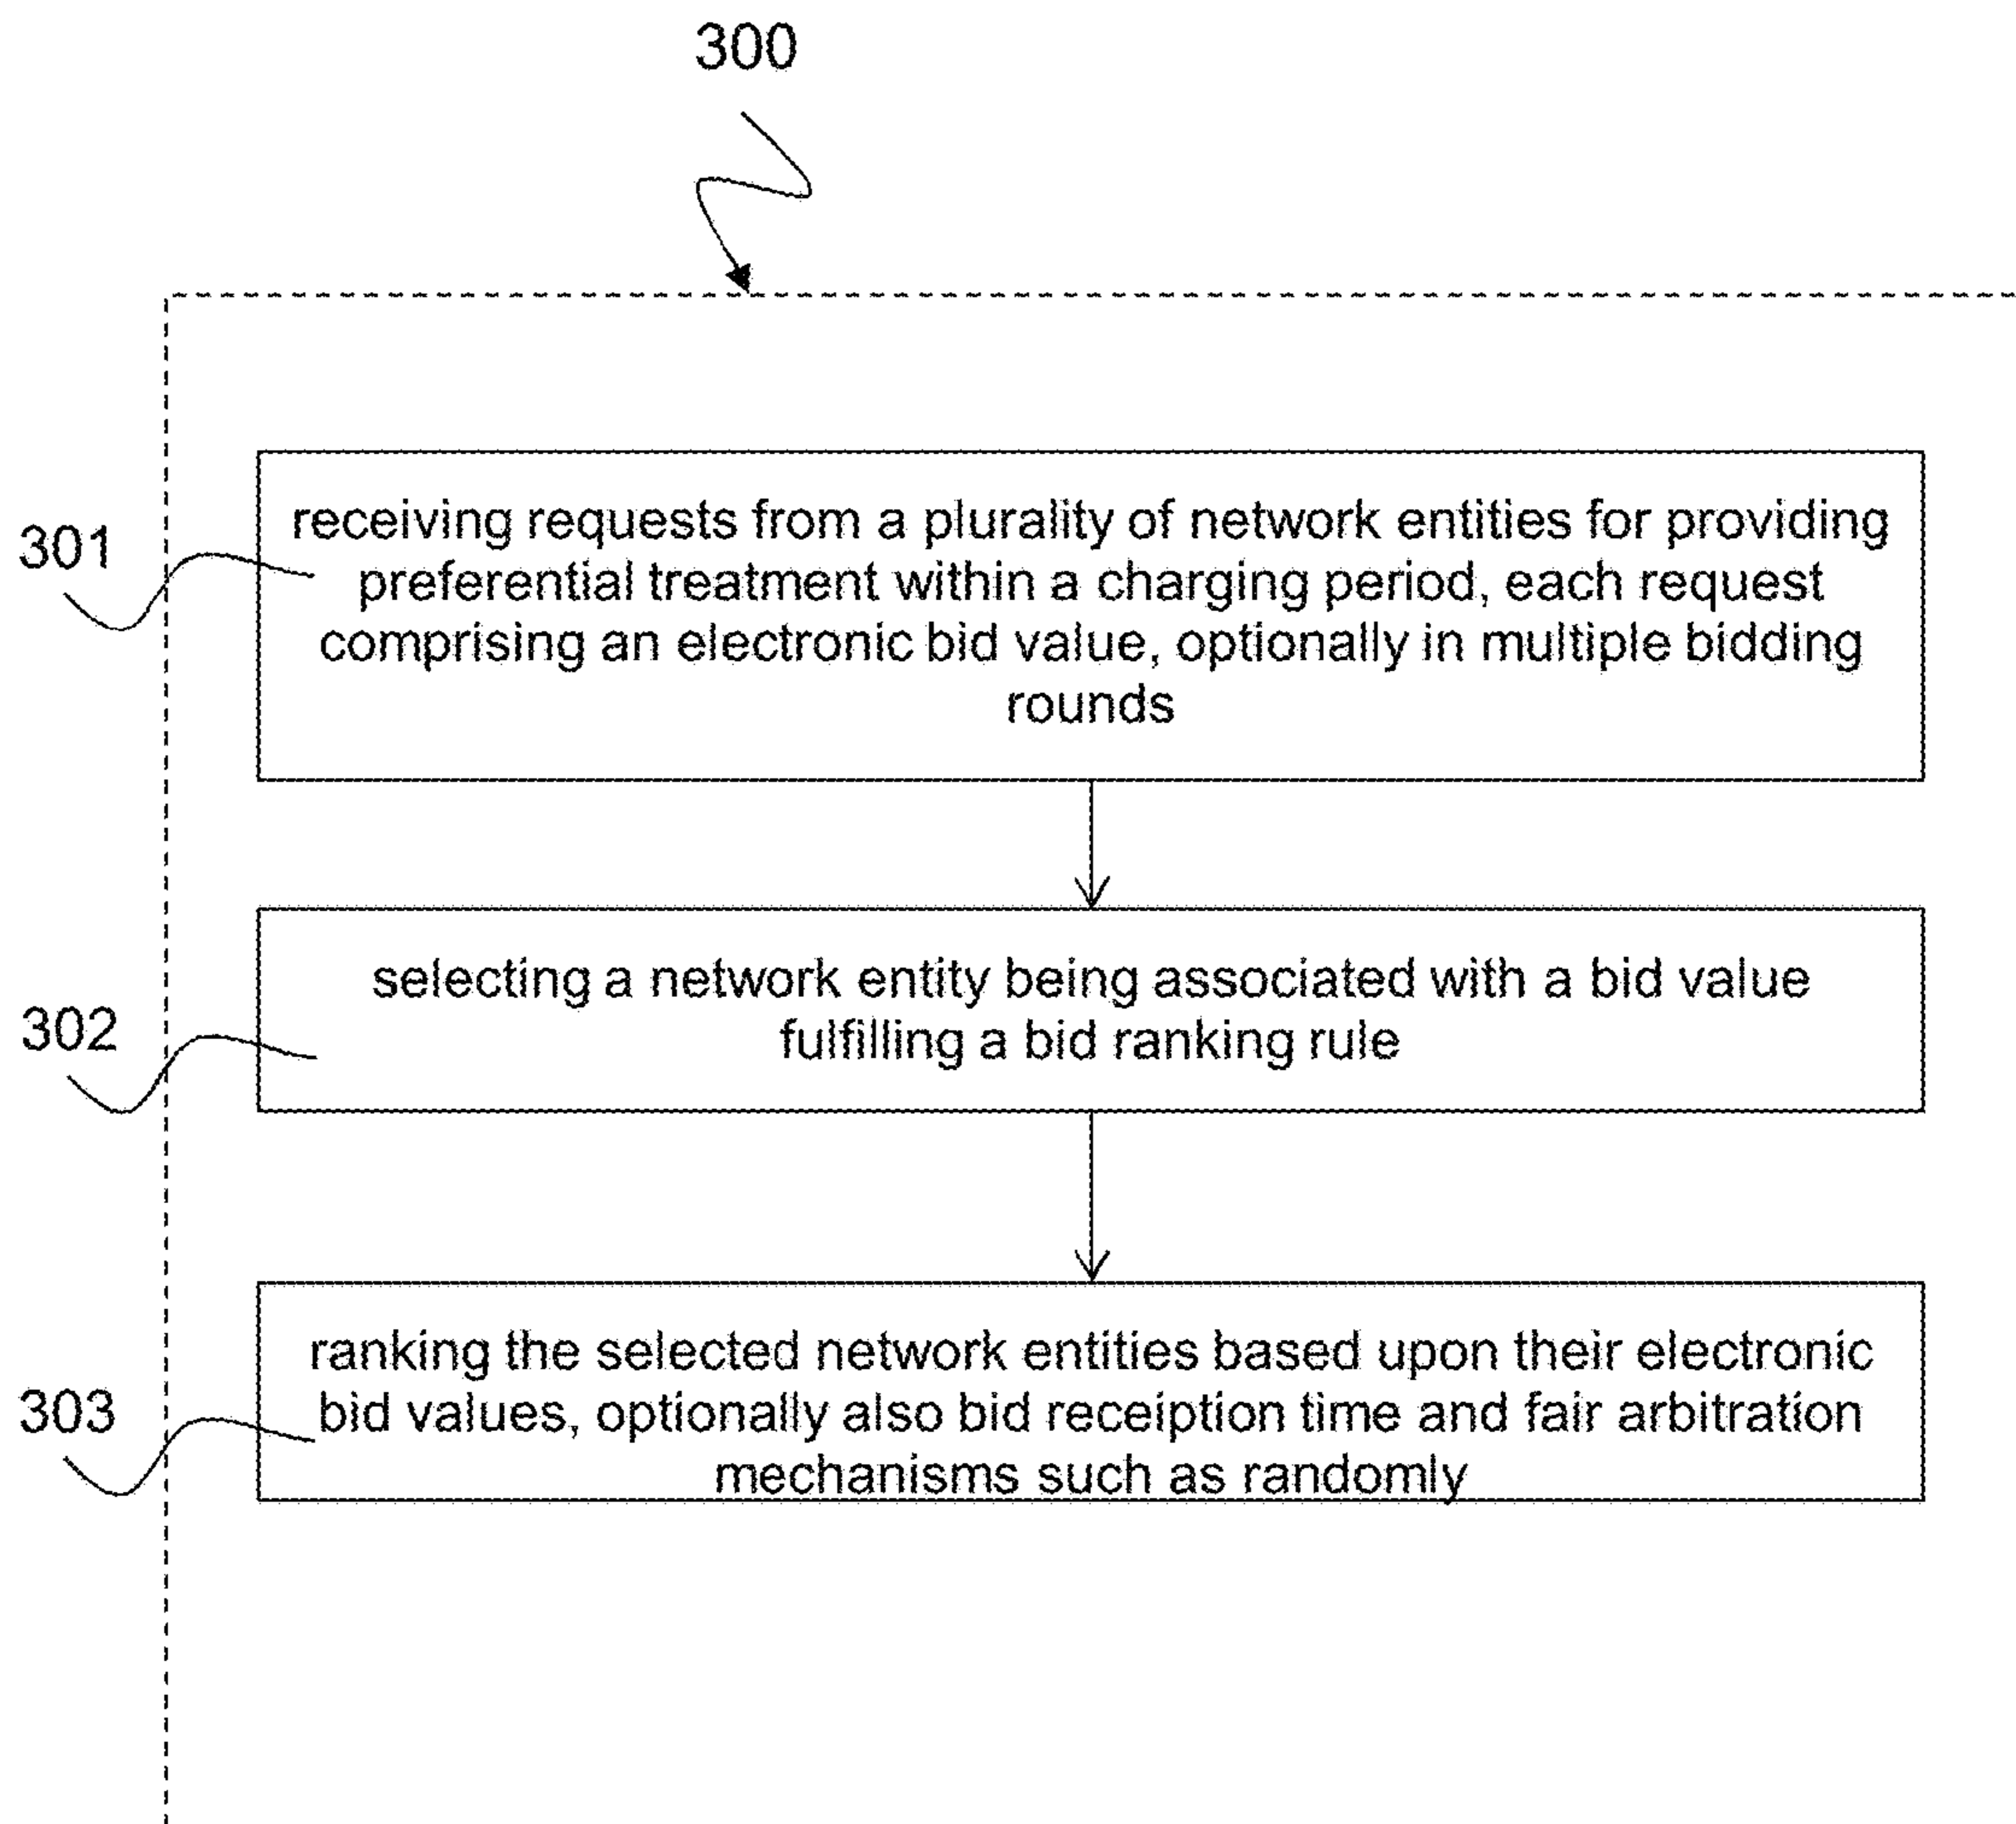 300
301
receiving requests from a plurality of network entities for providing
preferential treatment within a charging period, each request
comprising an electronic bid value, optionally in multiple bidding
rounds
302
selecting a network entity being associated with a bid value
fulfilling a bid ranking rule
303
ranking the selected network entities based upon their electronic
bid values, optionally also bid receiption time and fair arbitration
mechanisms such as randomly